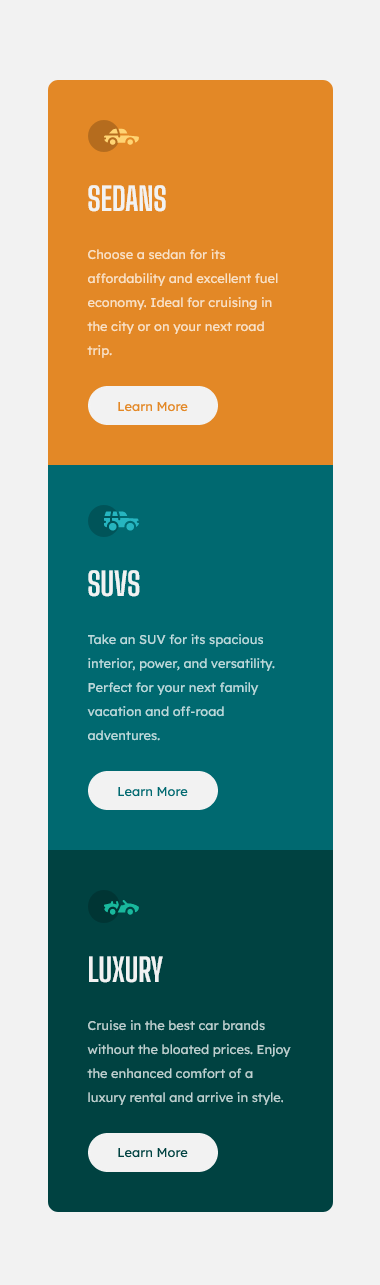 SEDANS
Choose a sedan for its
affordability and excellent fuel
economy. Ideal for cruising in
the city or on your next road
trip.
Learn More
SUVS
Take an SUV for its spacious
interior, power, and versatility.
Perfect for your next family
vacation and off-road
adventures.
Learn More
LUXURY
Cruise in the best car brands
without the bloated prices. Enjoy
the enhanced comfort of a
luxury rental and arrive in style.
Learn More